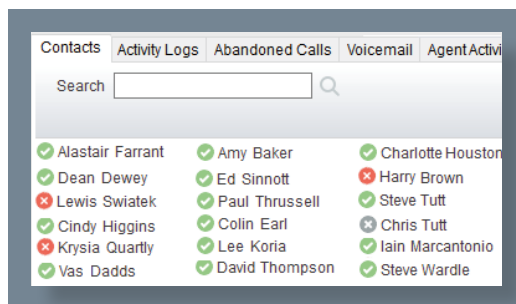 Contacts Activity Logs Abandoned Calls Voicemail Agent Activi
Search
Alastair Farrant Amy Baker Charlotte Houston
Dean Dewey Ed Sinnott Harry Brown
Lewis Swiatek Paul Thrussell Steve Tutt
Cindy Higgins Colin Earl Chris Tutt
Krysia Quartly Lee Koria Iain Marcantonio
Vas Dadds David Thompson Steve Wardle